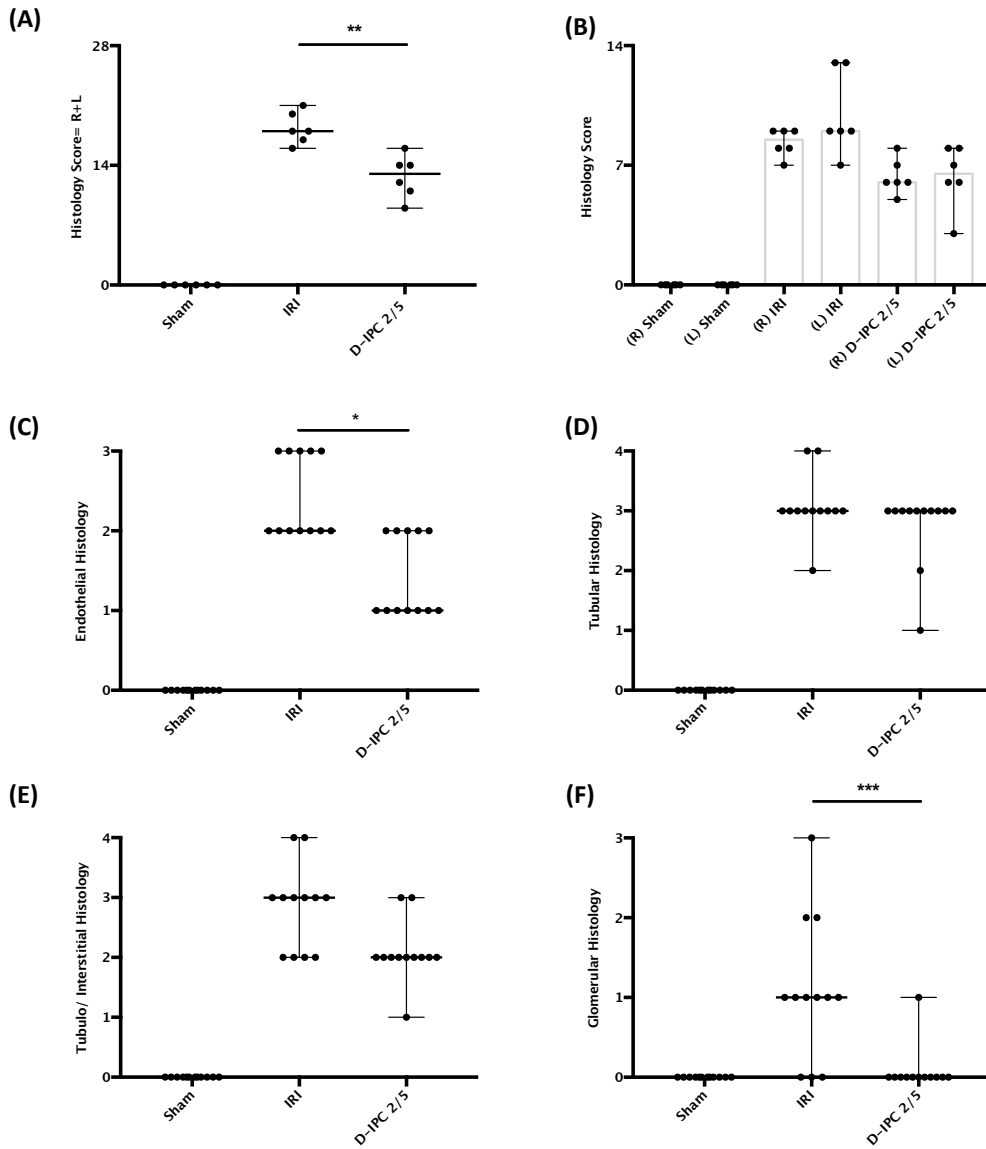 (A)
**
28
14
0
Histology Score= R+L
Sham
IRI
D-IPC 2/5
(B)
14
7
0
Histology Score
(R) Sham
(L) Sham
(R) IRI
(L) IRI
(R) D-IPC 2/5
(L) D-IPC 2/5
(C)
*
3
2
1
0
Endothelial Histology
Sham
IRI
D-IPC 2/5
(D)
4
3
2
1
0
Tubular Histology
Sham
IRI
D-IPC 2/5
(E)
4
3
2
1
0
Tubulo/ Interstitial Histology
Sham
IRI
D-IPC 2/5
(F)
***
3
2
1
0
Glomerular Histology
Sham
IRI
D-IPC 2/5